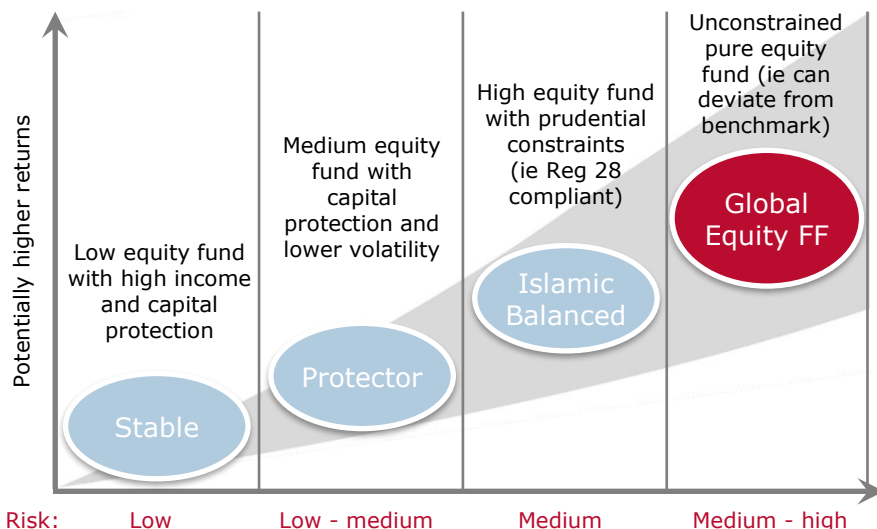 Potentially higher returns
Low equity fund
with high income
and capital
protection
Stable
Medium equity
fund with
capital
protection and
lower volatility
Protector
High equity fund
with prudential
constraints
(ie Reg 28
compliant)
Islamic
Balanced
Unconstrained
pure equity
fund (ie can
deviate from
benchmark)
Global
Equity FF
Risk: Low Low - medium Medium Medium - high